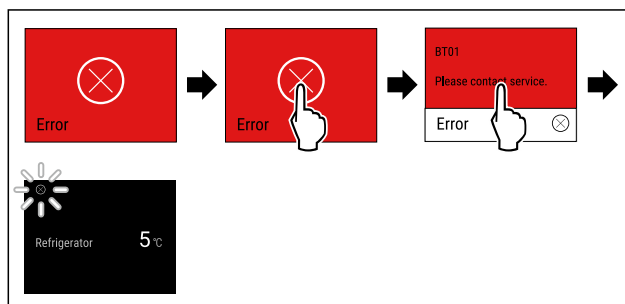 Error
Error
BT01
Please contact service.
Error
Refrigerator 5 °C